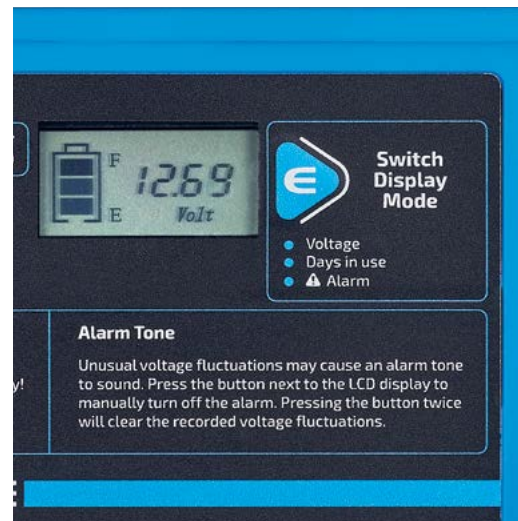 F
12.69
E
Volt
e
Switch
Display
Mode
Voltage
Days in use
Alarm
Alarm Tone
Unusual voltage fluctuations may cause an alarm tone
y!
to sound. Press the button next to the LCD display to
manually turn off the alarm. Pressing the button twice
will clear the recorded voltage fluctuations.
E